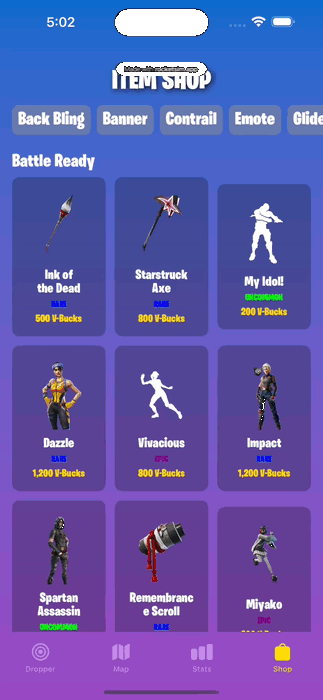 5:02
ITEM SHOP
Back Bling
Banner
Contrail
Emote
Glide
Battle Ready
Ink of
the Dead
RARE
500 V-Bucks
Starstruck
Axe
RARE
800 V-Bucks
My Idol!
UNCOMMON
200 V-Bucks
Dazzle
RARE
1,200 V-Bucks
Vivacious
EPIC
800 V-Bucks
Impact
RARE
1,200 V-Bucks
Spartan
Assassin
UNCOMMON
Remembranc
e Scroll
RARE
Miyako
EPIC
Dropper
Map
Stats
Shop